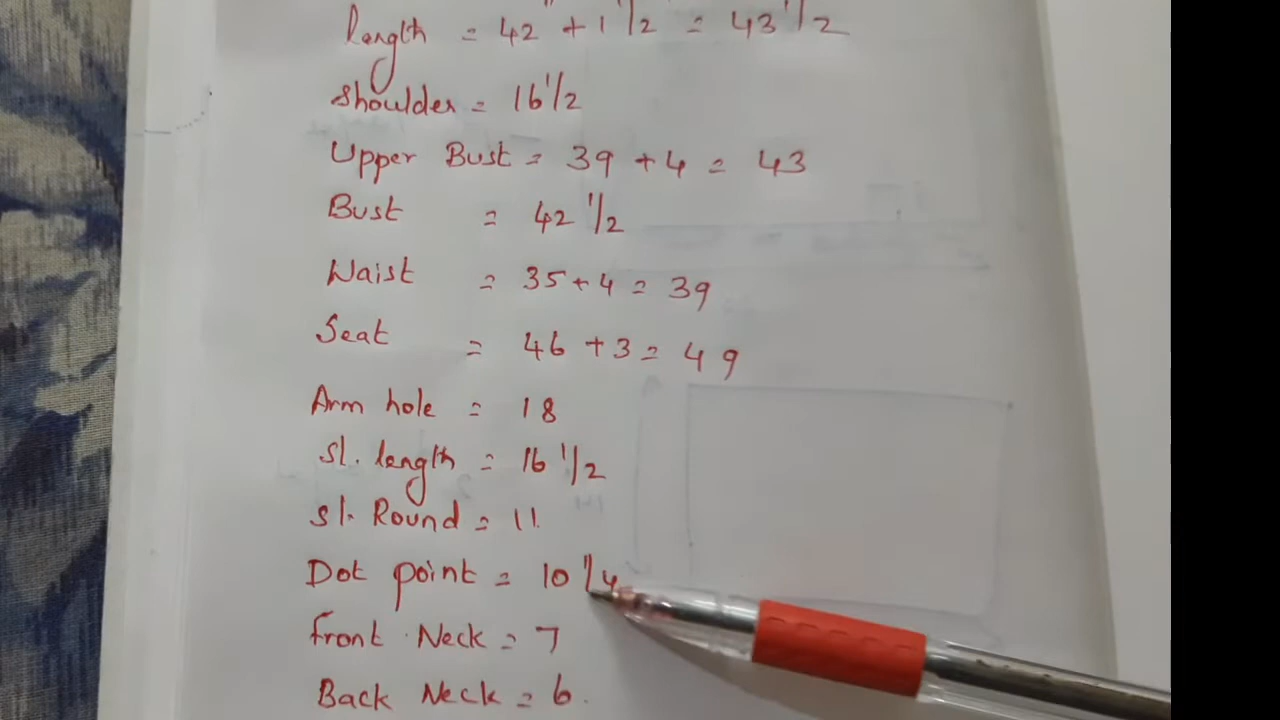 length = 42" + 1 1/2 = 43 1/2
Shoulder = 16 1/2
Upper Bust = 39 + 4 = 43
Bust = 42 1/2
Waist = 35 + 4 = 39
Seat = 46 + 3 = 49
Arm hole = 18
Sl. length = 16 1/2
Sl. Round = 11
Dot point = 10 1/4
front Neck = 7
Back Neck = 6.